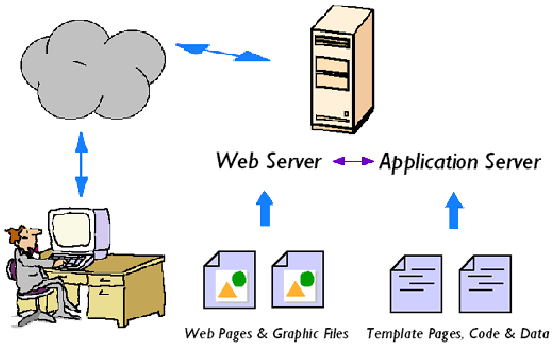 Web Server
Application Server
Web Pages & Graphic Files
Template Pages, Code & Data